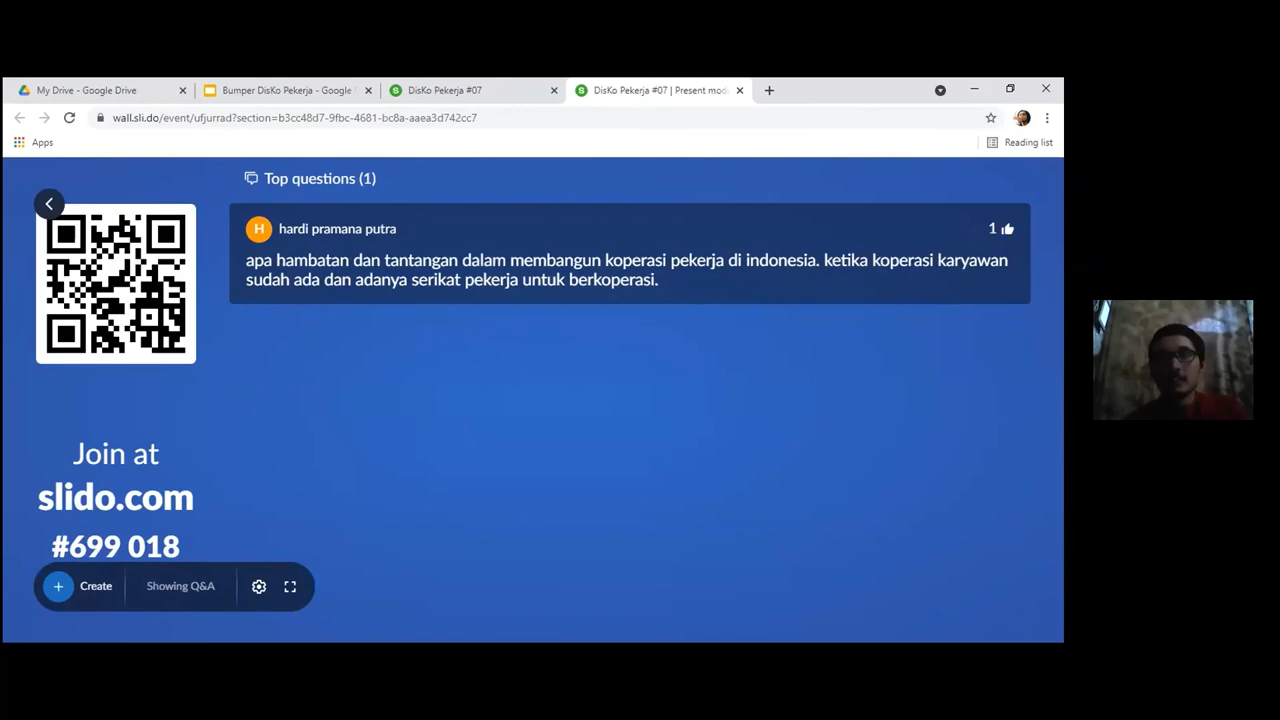 My Drive - Google Drive
Bumper DisKo Pekerja - Google
DisKo Pekerja #07
DisKo Pekerja #07 | Present mod
wall.sli.do/event/ufjurrad?section=b3cc48d7-9fbc-4681-bc8a-aaea3d742cc7
Apps
Reading list
Top questions (1)
H hardi pramana putra
1
apa hambatan dan tantangan dalam membangun koperasi pekerja di indonesia. ketika koperasi karyawan
sudah ada dan adanya serikat pekerja untuk berkoperasi.
Join at
slido.com
#699 018
Create
Showing Q&A